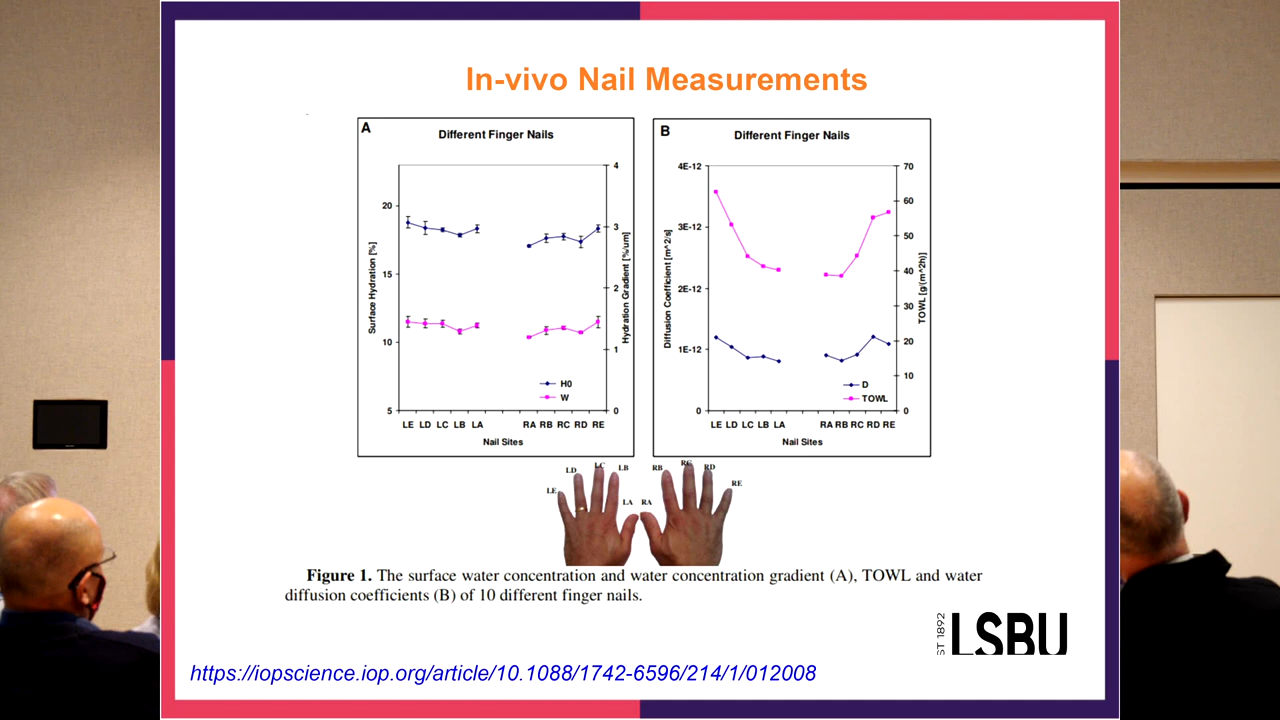 In-vivo Nail Measurements
A
Different Finger Nails
Surface Hydration [%]
20
15
10
5
4
3
2
1
0
Hydration Gradient [%/um]
H0
W
LE LD LC LB LA RA RB RC RD RE
Nail Sites
B
Different Finger Nails
Diffusion Coefficient [m^2/s]
4E-12
3E-12
2E-12
1E-12
0
70
60
50
40
30
20
10
0
TOWL [g/(m^2h)]
D
TOWL
LE LD LC LB LA RA RB RC RD RE
Nail Sites
LE LD LC LB LA RA RB RC RD RE
Figure 1. The surface water concentration and water concentration gradient (A), TOWL and water
diffusion coefficients (B) of 10 different finger nails.
ST 1892
LSBU
https://iopscience.iop.org/article/10.1088/1742-6596/214/1/012008